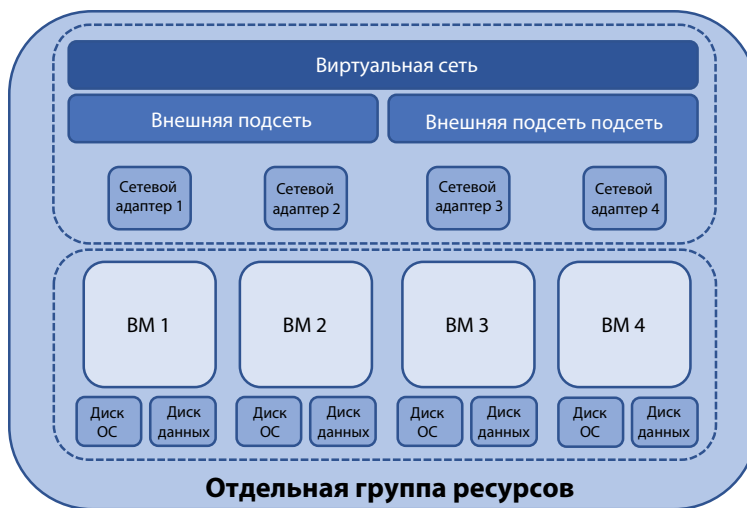 Виртуальная сеть
Внешняя подсеть
Внешняя подсеть подсеть
Сетевой
адаптер 1
Сетевой
адаптер 2
Сетевой
адаптер 3
Сетевой
адаптер 4
ВМ 1
ВМ 2
ВМ 3
ВМ 4
Диск
ОС
Диск
данных
Диск
ОС
Диск
данных
Диск
ОС
Диск
данных
Диск
ОС
Диск
данных
Отдельная группа ресурсов